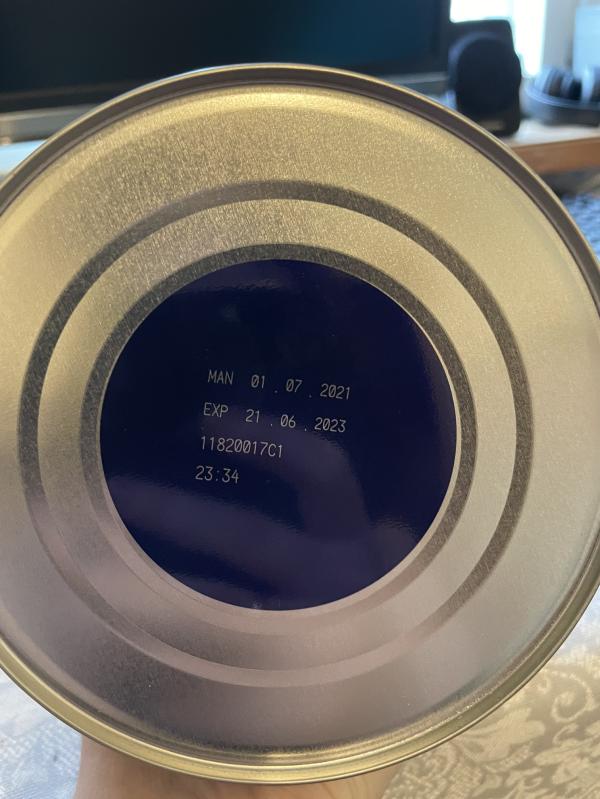 MAN 01 . 07 . 2021
EXP 21 . 06 . 2023
11820017C1
23:34